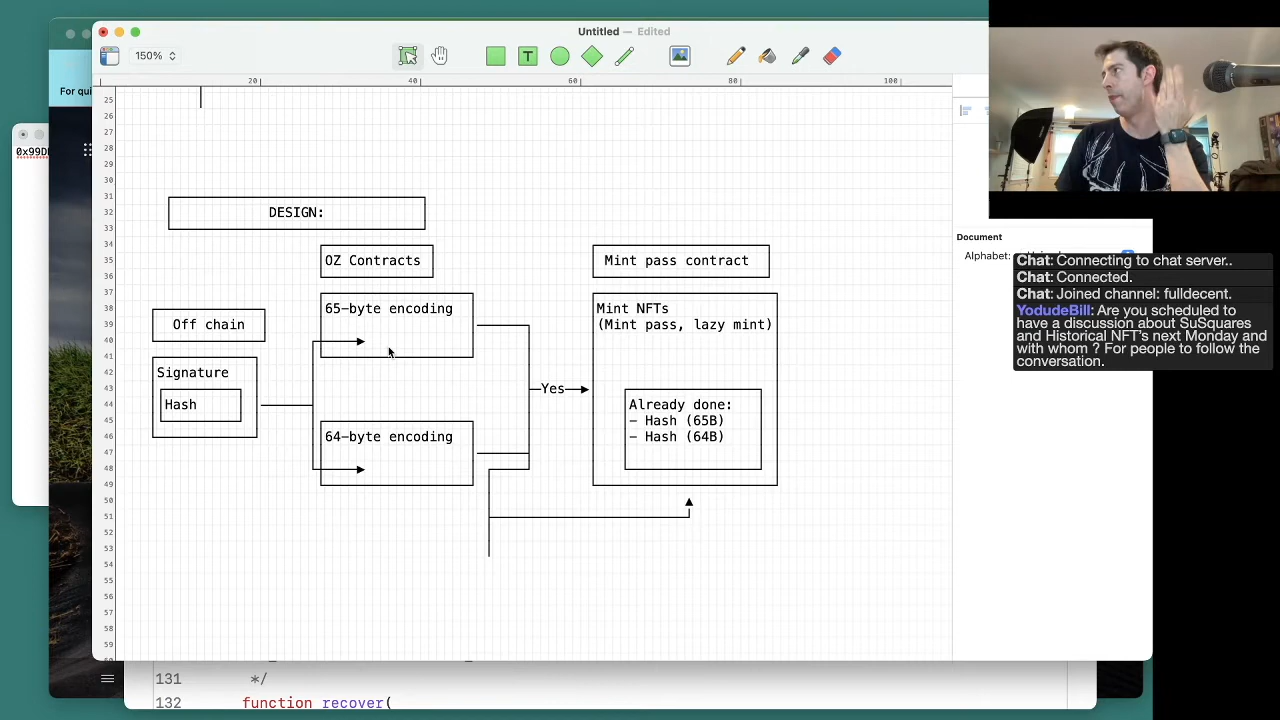 Untitled — Edited
150%
For qui
20
40
60
80
100
0x99D
25
26
27
28
29
30
31
32
33
34
35
36
37
38
39
40
41
42
43
44
45
46
47
48
49
50
51
52
53
54
55
56
57
58
59
DESIGN:
OZ Contracts
Mint pass contract
65-byte encoding
Mint NFTs
(Mint pass, lazy mint)
Off chain
Signature
Hash
Yes
Already done:
- Hash (65B)
- Hash (64B)
64-byte encoding
Document
Alphabet:
Chat: Connecting to chat server..
Chat: Connected.
Chat: Joined channel: fulldecent.
YodudeBill: Are you scheduled to
have a discussion about SuSquares
and Historical NFT's next Monday and
with whom ? For people to follow the
conversation.
131 */
132 function recover(